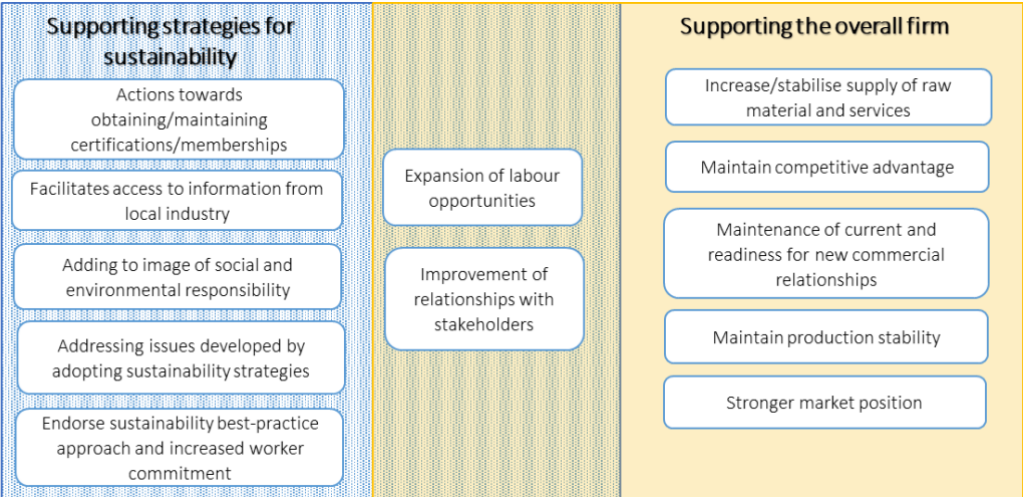 Supporting strategies for
sustainability
Actions towards
obtaining/maintaining
certifications/memberships
Facilitates access to information from
local industry
Adding to image of social and
environmental responsibility
Addressing issues developed by
adopting sustainability strategies
Endorse sustainability best-practice
approach and increased worker
commitment
Expansion of labour
opportunities
Improvement of
relationships with
stakeholders
Supporting the overall firm
Increase/stabilise supply of raw
material and services
Maintain competitive advantage
Maintenance of current and
readiness for new commercial
relationships
Maintain production stability
Stronger market position